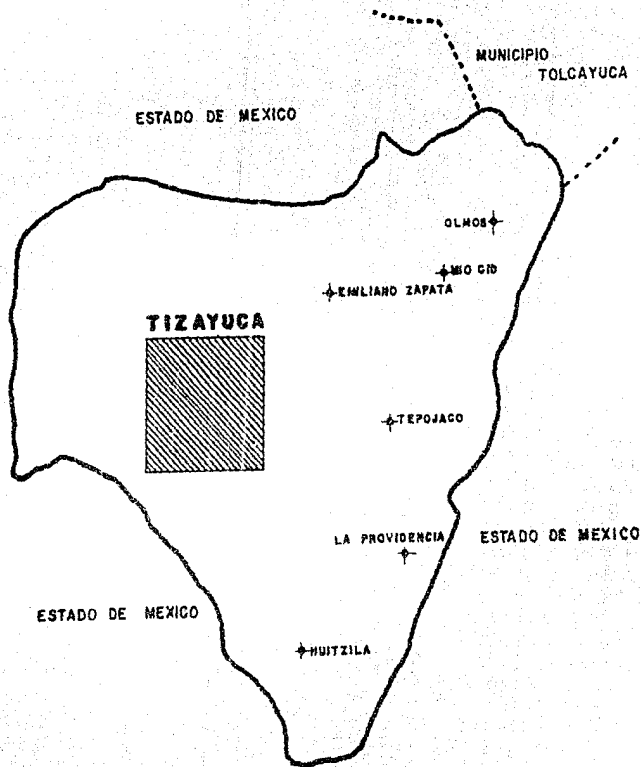 MUNICIPIO
TOLCAYUCA
ESTADO DE MEXICO
OLMOS
MIO CID
EMILIANO ZAPATA
TIZAYUCA
TEPOJACO
LA PROVIDENCIA
ESTADO DE MEXICO
ESTADO DE MEXICO
HUITZILA